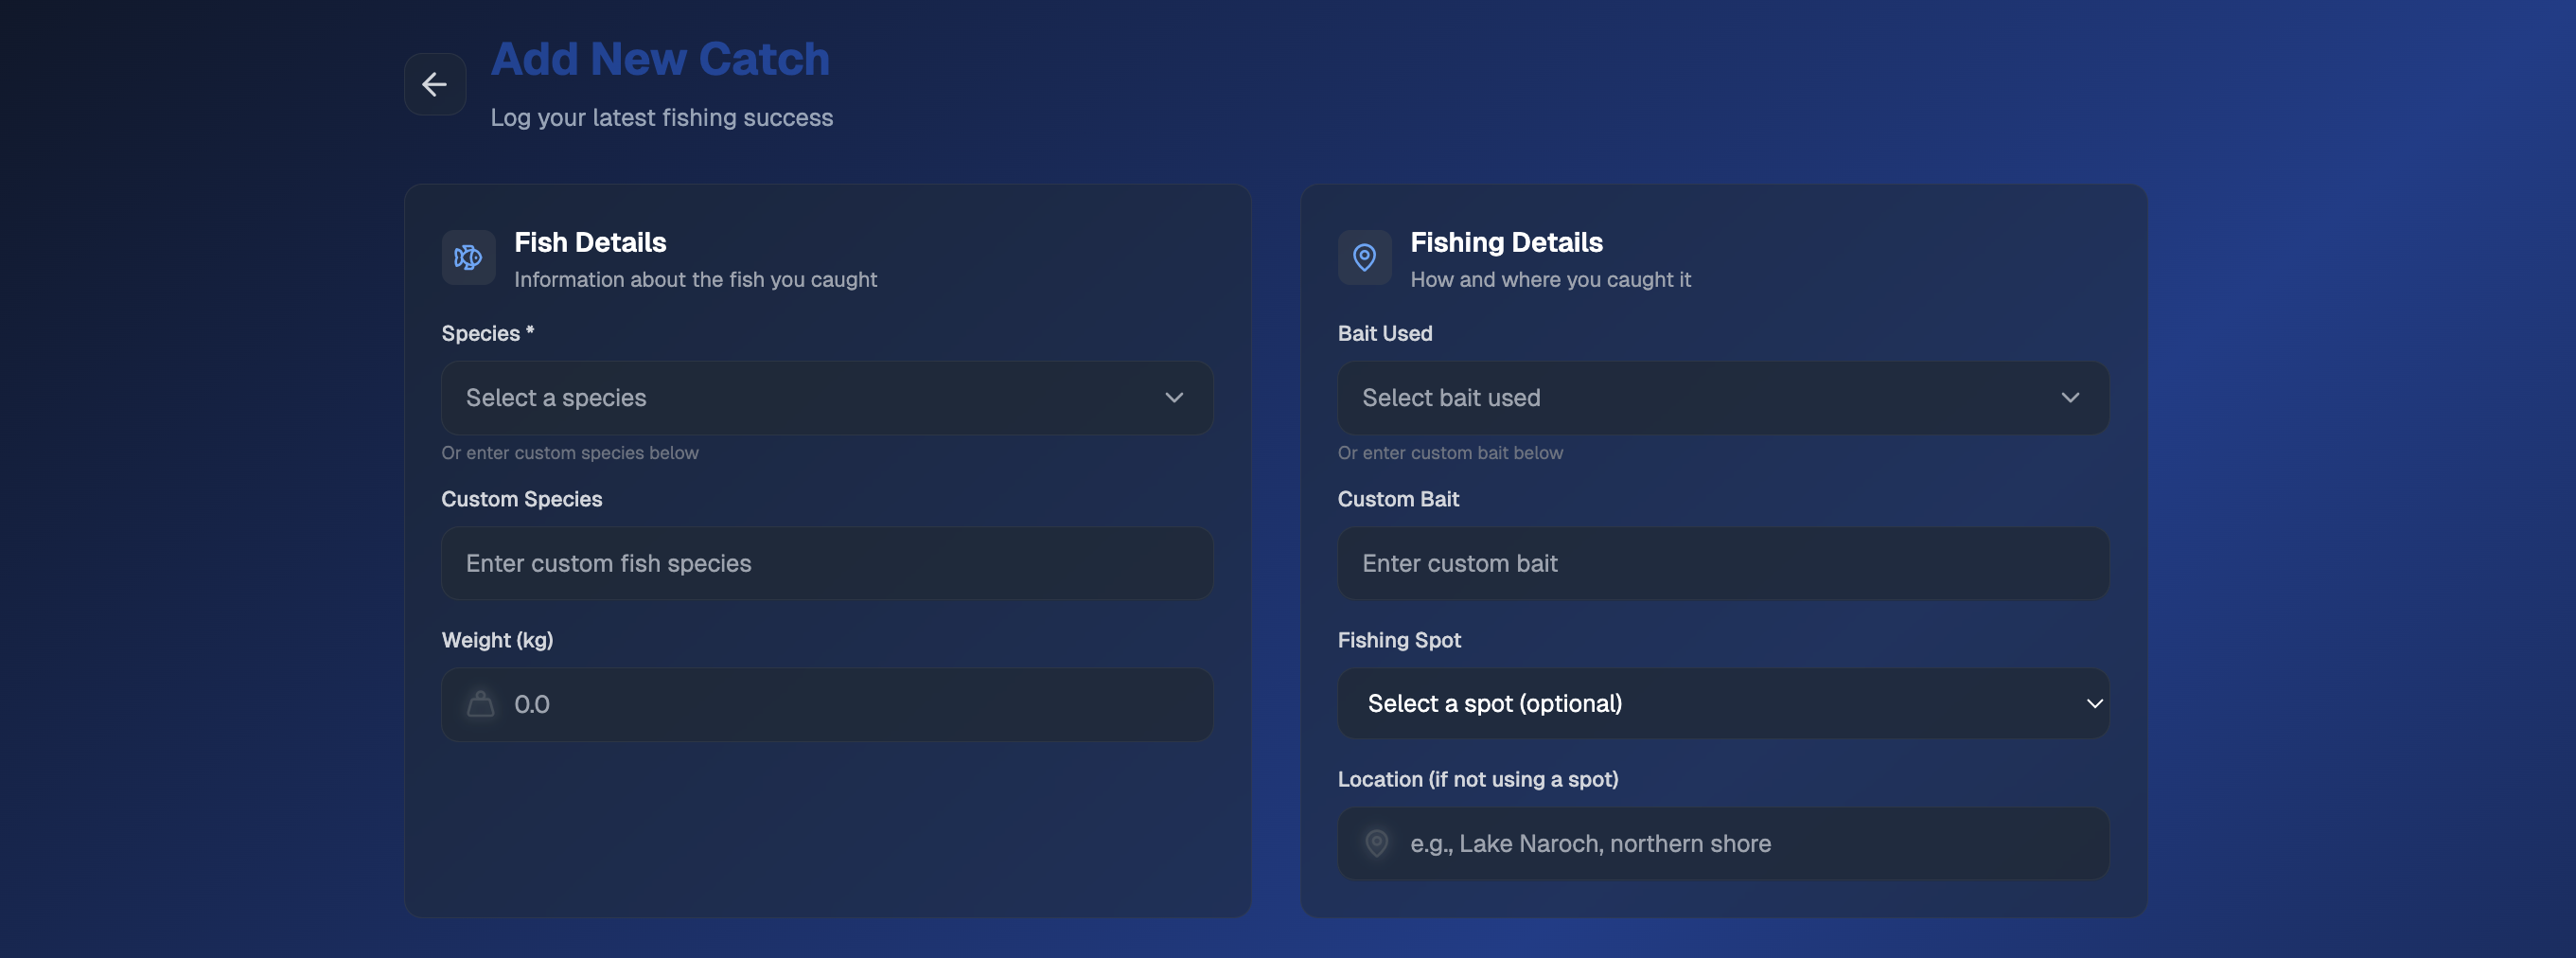 Add New Catch
Log your latest fishing success
Fish Details
Information about the fish you caught
Species *
Select a species
Or enter custom species below
Custom Species
Enter custom fish species
Weight (kg)
0.0
Fishing Details
How and where you caught it
Bait Used
Select bait used
Or enter custom bait below
Custom Bait
Enter custom bait
Fishing Spot
Select a spot (optional)
Location (if not using a spot)
e.g., Lake Naroch, northern shore